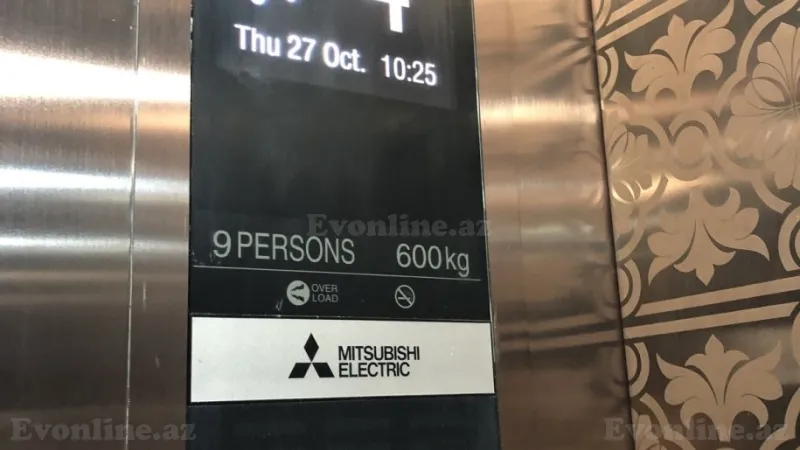 Thu 27 Oct. 10:25
Evonline.az
9 PERSONS 600kg
OVER
LOAD
MITSUBISHI
ELECTRIC
Evonline.az
Evonline.az